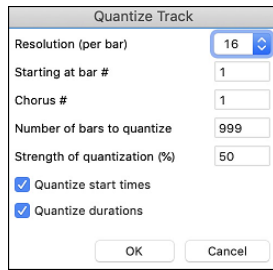 Quantize Track
Resolution (per bar) 16
Starting at bar # 1
Chorus # 1
Number of bars to quantize 999
Strength of quantization (%) 50
Quantize start times
Quantize durations
OK Cancel